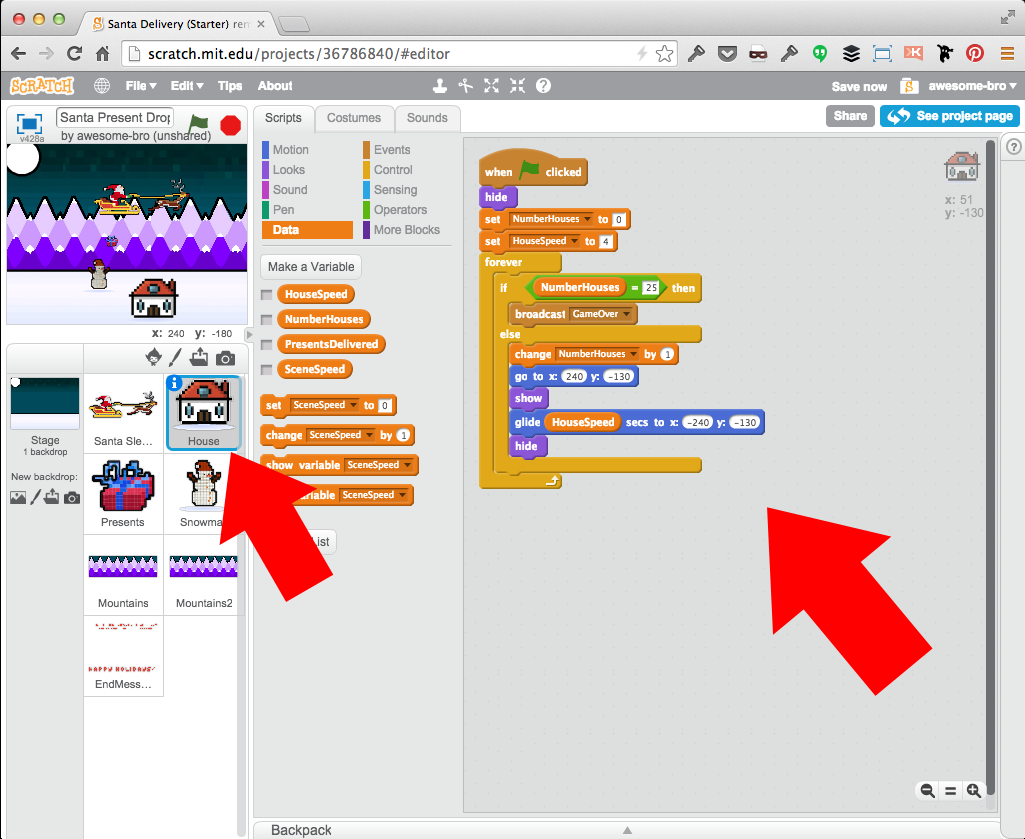 Santa Delivery (Starter) rem
scratch.mit.edu/projects/36786840/#editor
SCRATCH File Edit Tips About Save now awesome-bro
v428a Santa Present Drop
by awesome-bro (unshared)
Scripts Costumes Sounds
Share See project page
Motion Events
Looks Control
Sound Sensing
Pen Operators
Data More Blocks
Make a Variable
HouseSpeed
NumberHouses
PresentsDelivered
SceneSpeed
set SceneSpeed to 0
change SceneSpeed by 1
show variable SceneSpeed
variable SceneSpeed
List
when clicked
hide
set NumberHouses to 0
set HouseSpeed to 4
forever
if NumberHouses = 25 then
broadcast GameOver
else
change NumberHouses by 1
go to x: 240 y: -130
show
glide HouseSpeed secs to x: -240 y: -130
hide
x: 51
y: -130
x: 240 y: -180
Stage
1 backdrop
New backdrop:
Santa Sle...
House
Presents
Snowma
Mountains
Mountains2
HAPPY HOLIDAYS!
EndMess...
Backpack